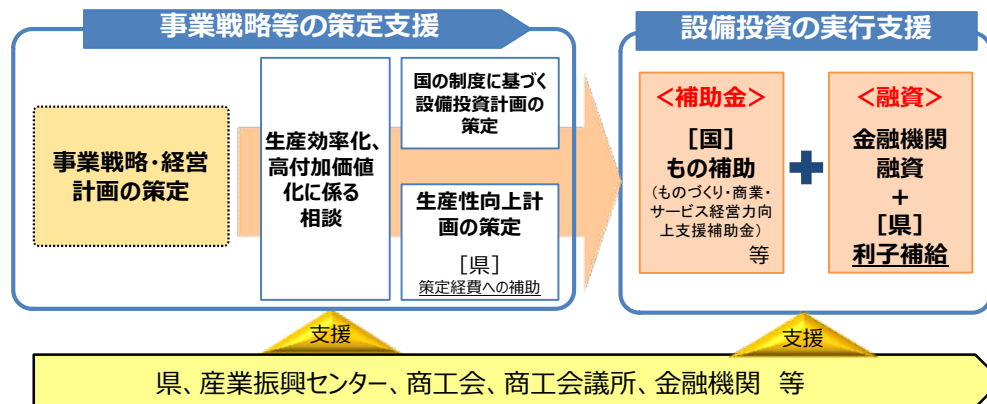 事業戦略等の策定支援
事業戦略・経営
計画の策定
生産効率化、
高付加価値
化に係る
相談
国の制度に基づく
設備投資計画の
策定
生産性向上計
画の策定
［県］
策定経費への補助
設備投資の実行支援
＜補助金＞
［国］
もの補助
（ものづくり・商業・
サービス経営力向
上支援補助金）
等
＜融資＞
金融機関
融資
＋
［県］
利子補給
支援
支援
県、産業振興センター、商工会、商工会議所、金融機関　等